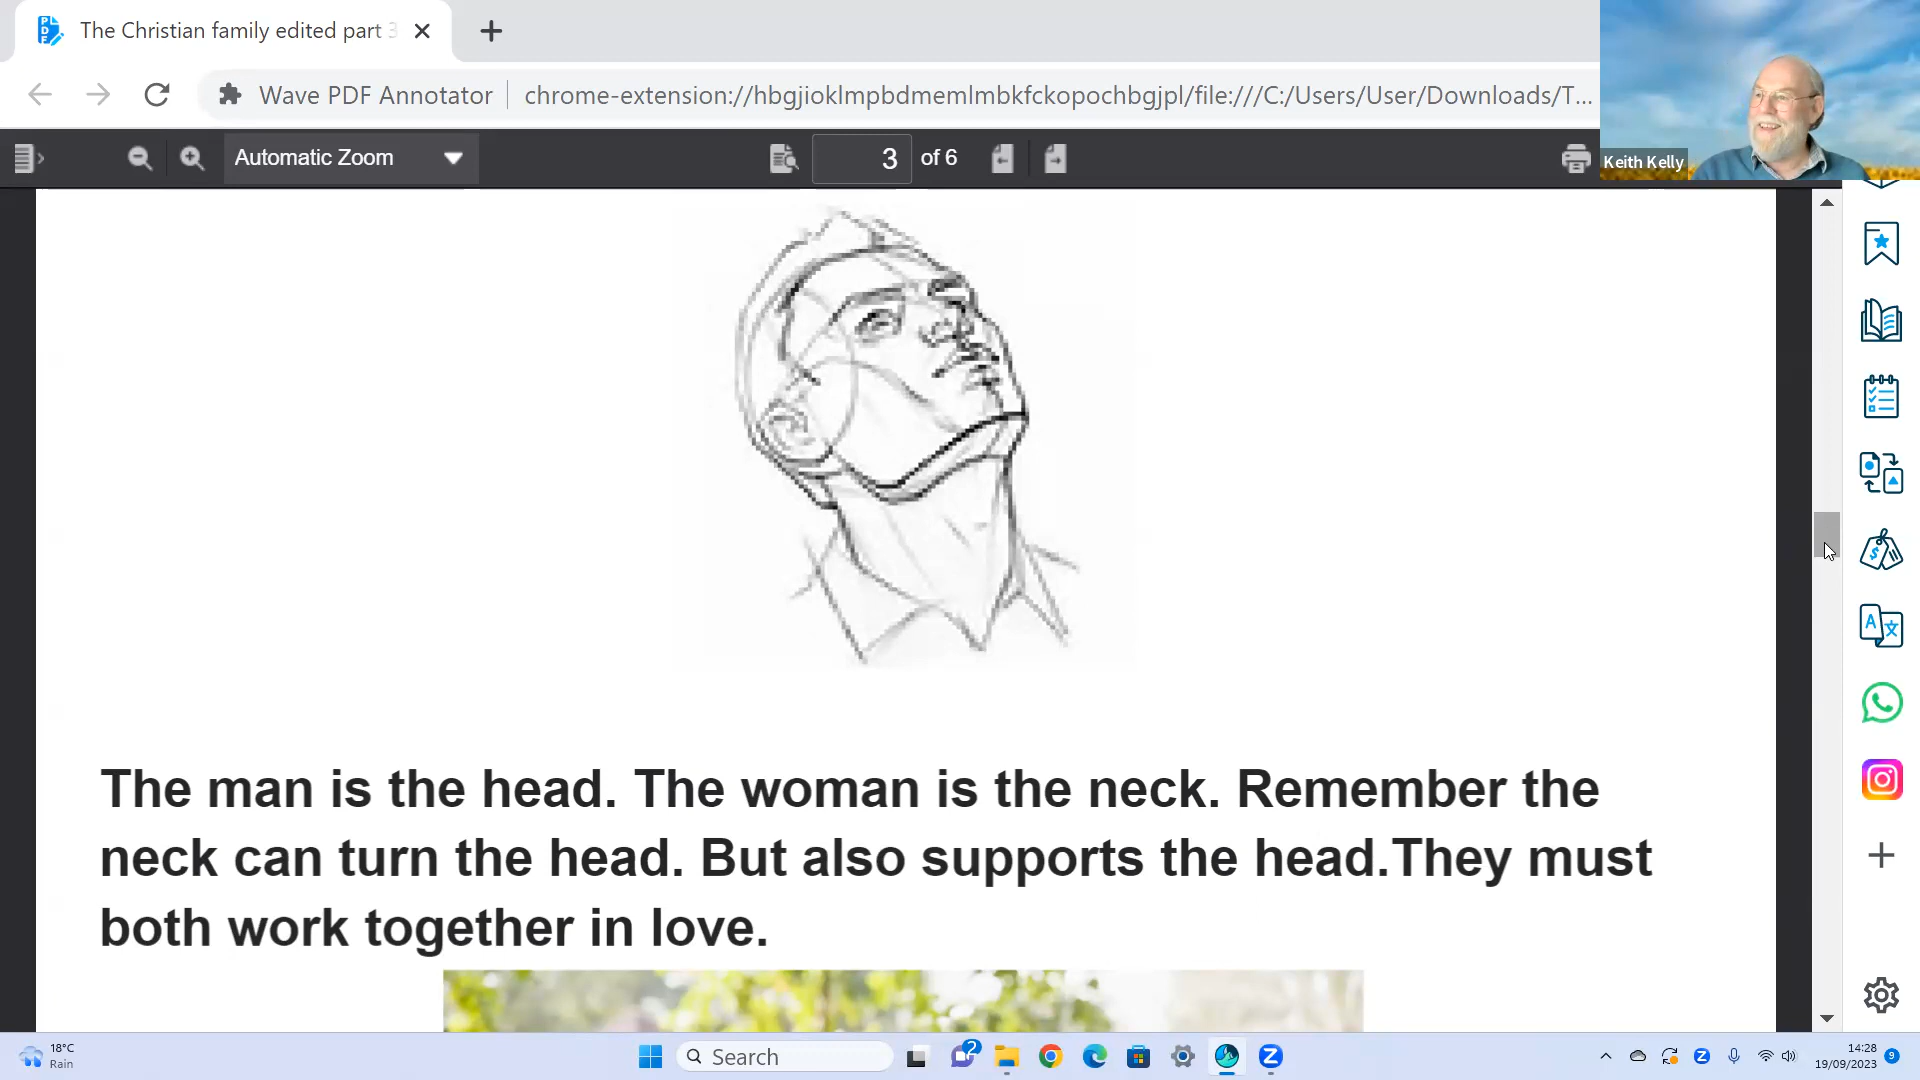 The Christian family edited part 3
Wave PDF Annotator
chrome-extension://hbgjioklmpbdmemlmbkfckopochbgjpl/file:///C:/Users/User/Downloads/T...
Automatic Zoom
3 of 6
Keith Kelly
The man is the head. The woman is the neck. Remember the
neck can turn the head. But also supports the head.They must
both work together in love.
18°C
Rain
Search
2
14:28
19/09/2023
9